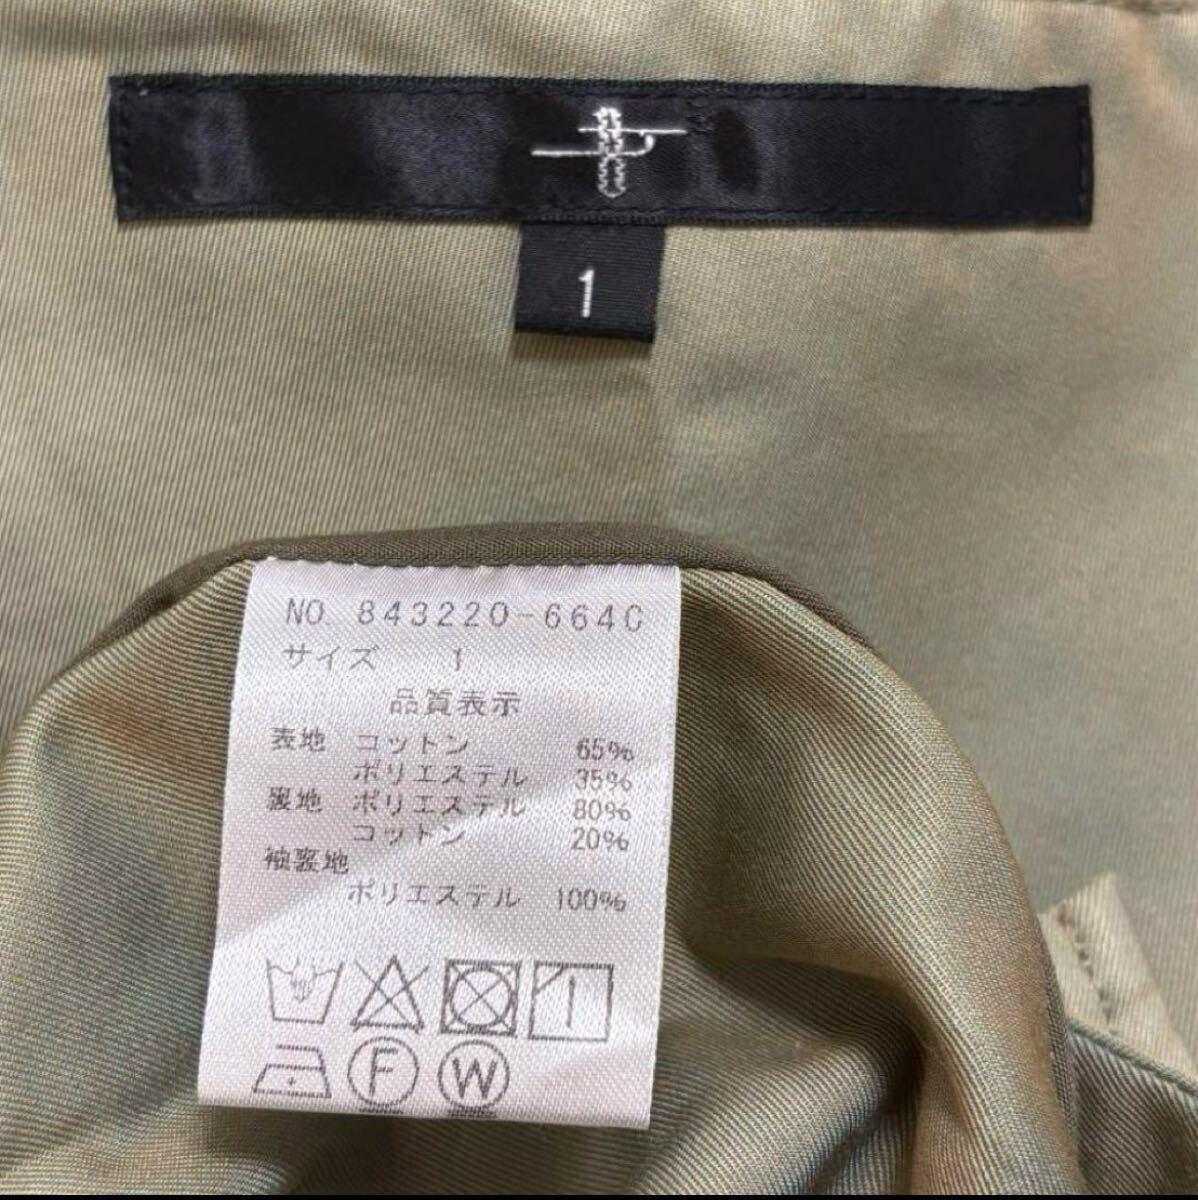 1
NO. 843220-664C
サイズ 1
品質表示
表地 コットン 65%
ポリエステル 35%
裏地 ポリエステル 80%
コットン 20%
袖裏地
ポリエステル 100%
F W